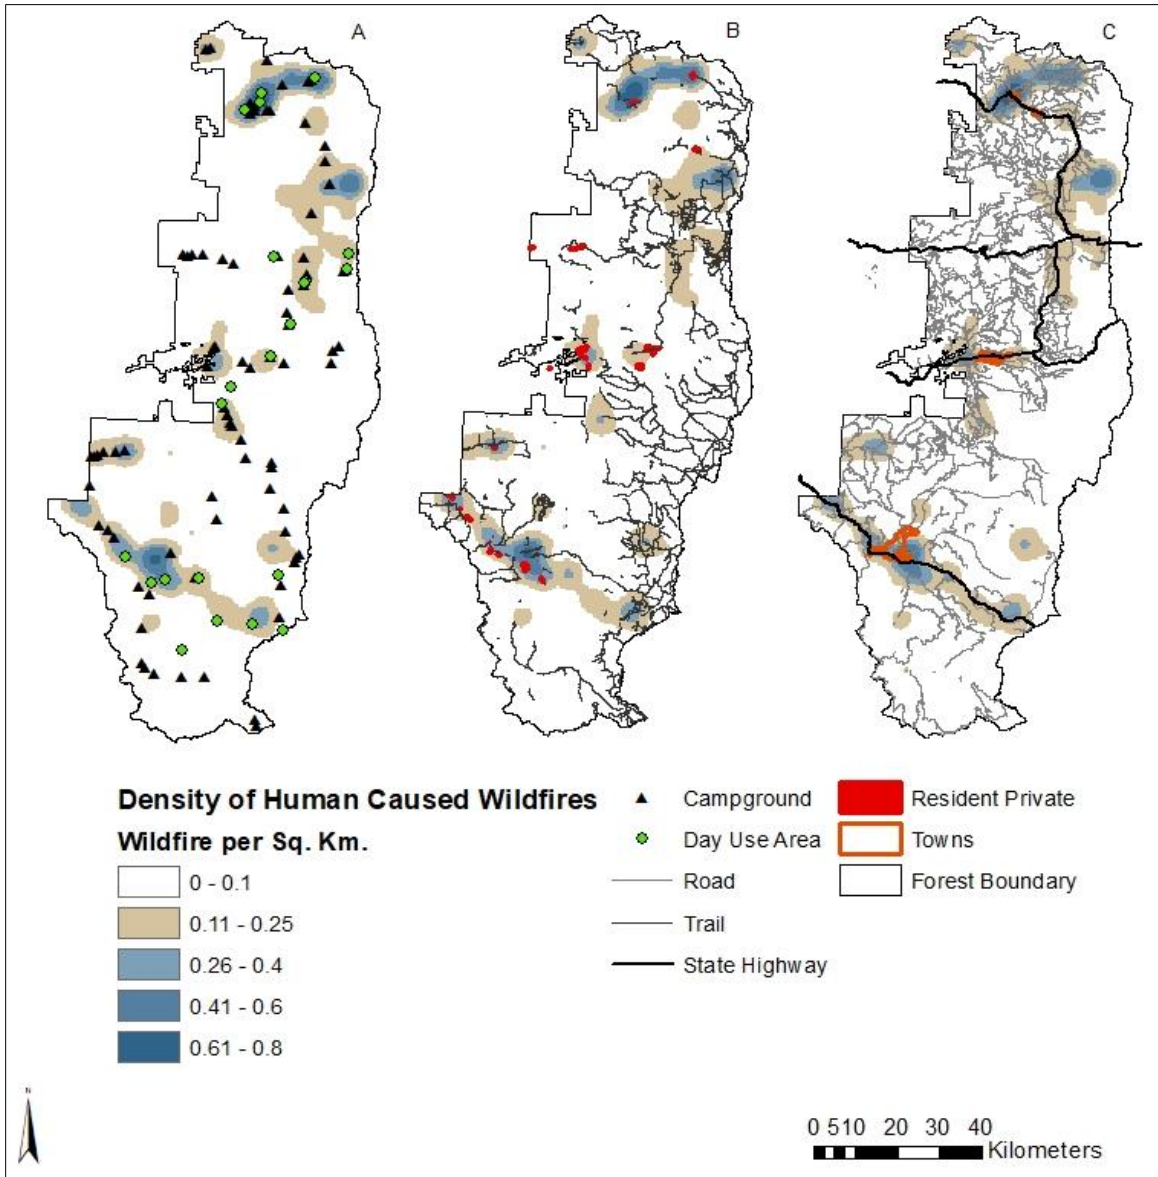 A
B
C
Density of Human Caused Wildfires
Wildfire per Sq. Km.
0 - 0.1
0.11 - 0.25
0.26 - 0.4
0.41 - 0.6
0.61 - 0.8
Campground
Day Use Area
Road
Trail
State Highway
Resident Private
Towns
Forest Boundary
N
0 5 10 20 30 40
Kilometers